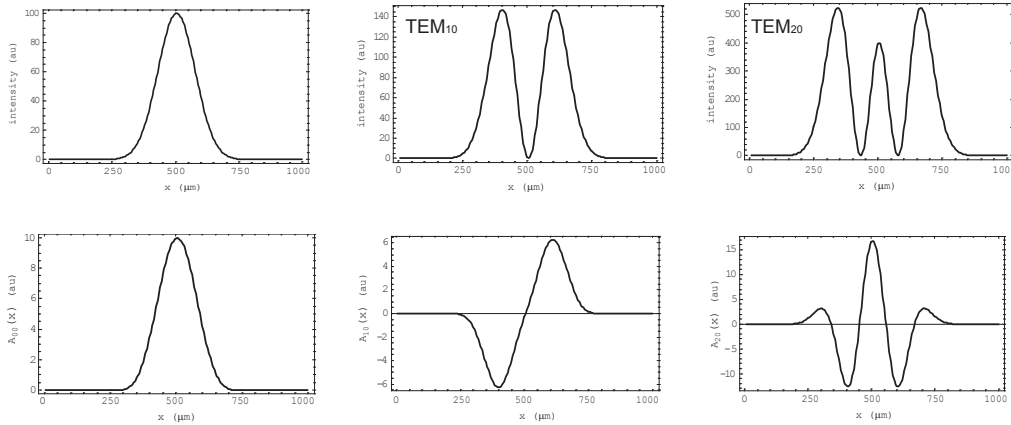 100
80
60
40
20
0
intensity (au)
0 250 500 750 1000
x (μm)
TEM10
140
120
100
80
60
40
20
0
intensity (au)
0 250 500 750 1000
x (μm)
TEM20
500
400
300
200
100
0
intensity (au)
0 250 500 750 100
x (μm)
10
8
6
4
2
0
A00(x) (au)
0 250 500 750 1000
x (μm)
6
4
2
0
-2
-4
-6
A10(x) (au)
0 250 500 750 1000
x (μm)
15
10
5
0
-5
-10
A20(x) (au)
0 250 500 750 1000
x (μm)